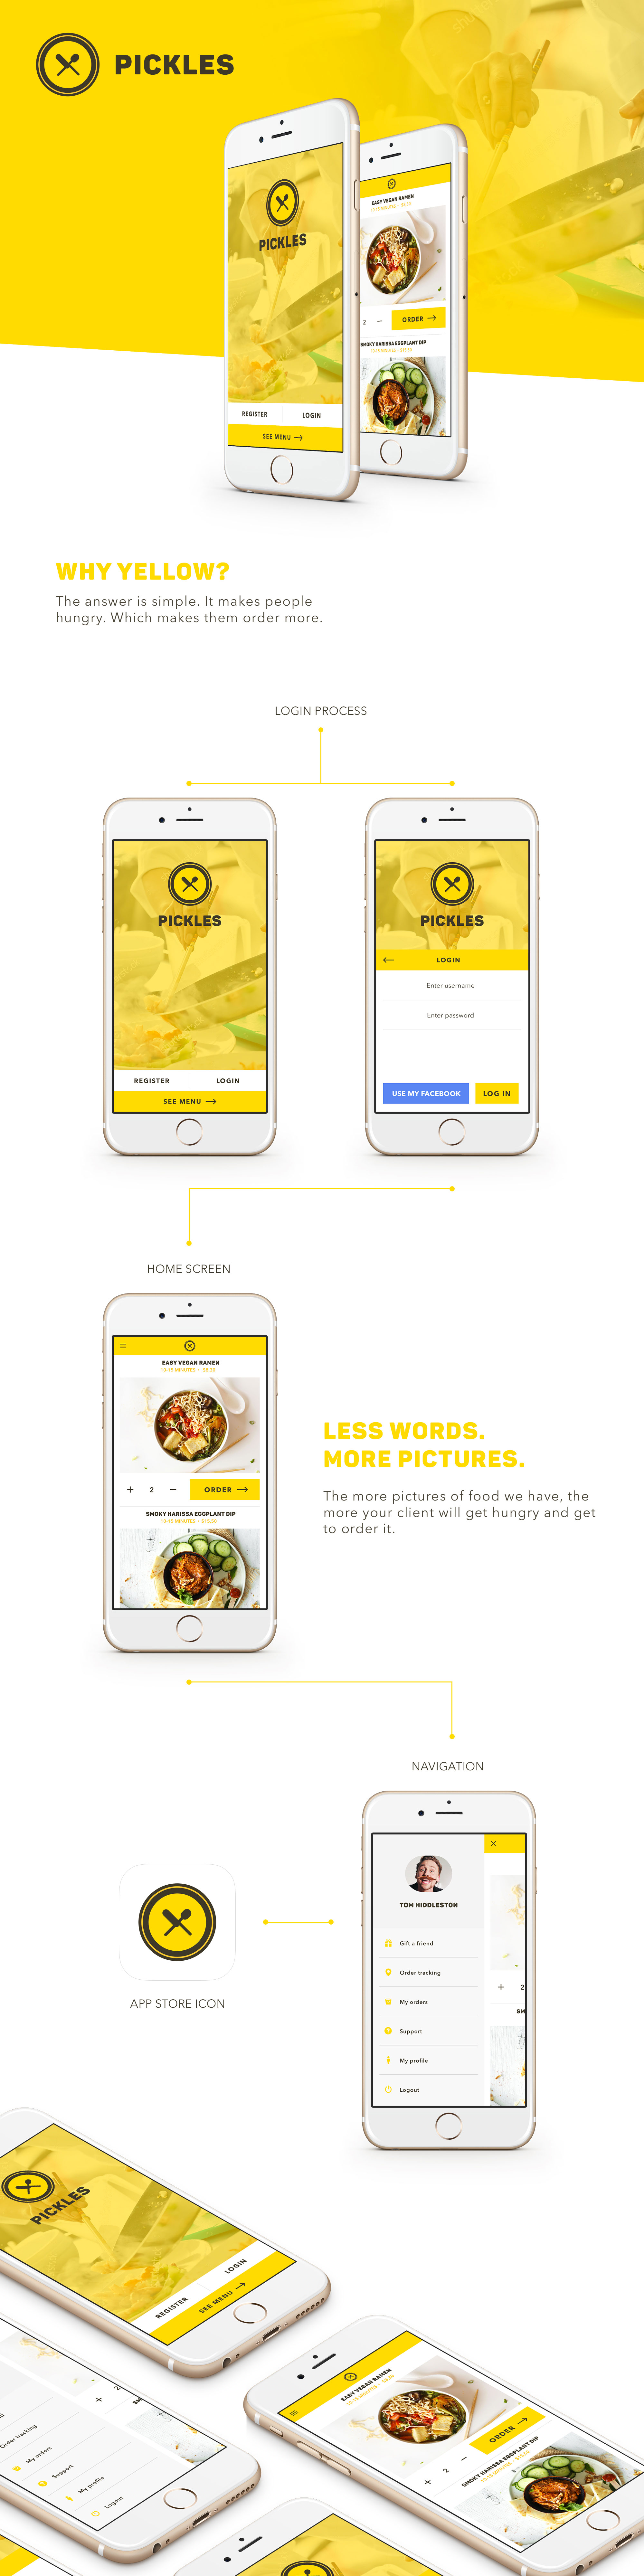 PICKLES
PICKLES
REGISTER
LOGIN
SEE MENU
EASY VEGAN RAMEN
2
ORDER
SMOKY HARISSA EGGPLANT DIP
WHY YELLOW?
The answer is simple. It makes people
hungry. Which makes them order more.
LOGIN PROCESS
PICKLES
REGISTER
LOGIN
SEE MENU
PICKLES
LOGIN
Enter username
Enter password
USE MY FACEBOOK
LOG IN
HOME SCREEN
EASY VEGAN RAMEN
+ 2 −
ORDER
SMOKY HARISSA EGGPLANT DIP
LESS WORDS.
MORE PICTURES.
The more pictures of food we have, the
more your client will get hungry and get
to order it.
NAVIGATION
TOM HIDDLESTON
Gift a friend
Order tracking
My orders
Support
My profile
Logout
+ 2
SM
APP STORE ICON
PICKLES
REGISTER
LOGIN
SEE MENU
Order tracking
My orders
Support
My profile
Logout
+ 2
SM
EASY VEGAN RAMEN
+ 2 −
ORDER
SMOKY HARISSA EGGPLANT DIP